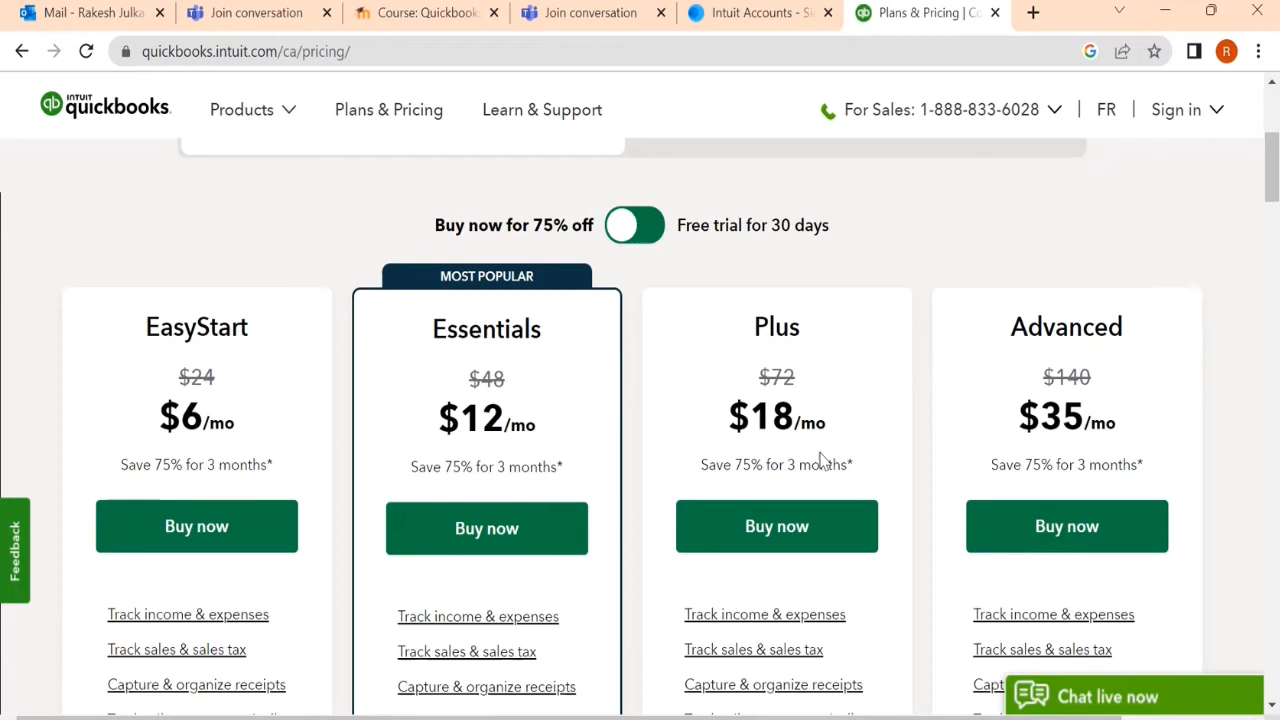 Mail - Rakesh Julka
Join conversation
Course: Quickbook
Join conversation
Intuit Accounts - Si
Plans & Pricing | Co
quickbooks.intuit.com/ca/pricing/
R
INTUIT
quickbooks.
Products
Plans & Pricing
Learn & Support
For Sales: 1-888-833-6028
FR
Sign in
Buy now for 75% off
Free trial for 30 days
MOST POPULAR
EasyStart
$24
$6/mo
Save 75% for 3 months*
Buy now
Track income & expenses
Track sales & sales tax
Capture & organize receipts
Essentials
$48
$12/mo
Save 75% for 3 months*
Buy now
Track income & expenses
Track sales & sales tax
Capture & organize receipts
Plus
$72
$18/mo
Save 75% for 3 months*
Buy now
Track income & expenses
Track sales & sales tax
Capture & organize receipts
Advanced
$140
$35/mo
Save 75% for 3 months*
Buy now
Track income & expenses
Track sales & sales tax
Capt
Feedback
Chat live now